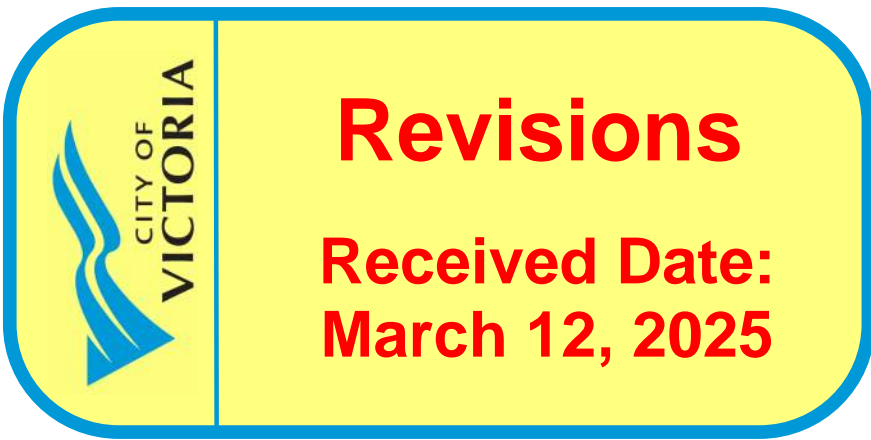 CITY OF
VICTORIA
Revisions
Received Date:
March 12, 2025